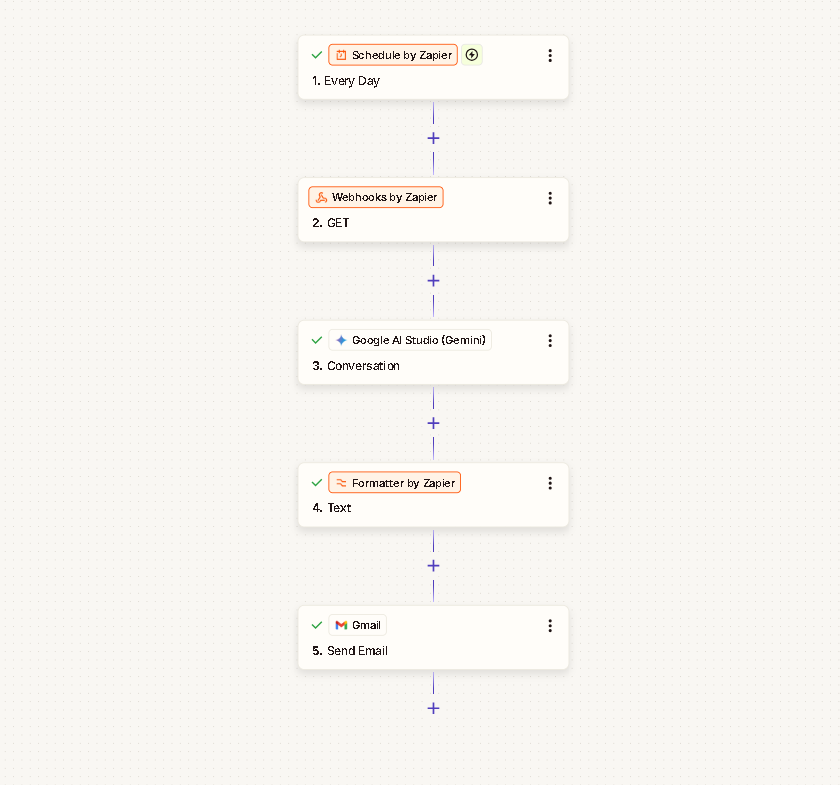 Schedule by Zapier
1. Every Day
Webhooks by Zapier
2. GET
Google AI Studio (Gemini)
3. Conversation
Formatter by Zapier
4. Text
Gmail
5. Send Email